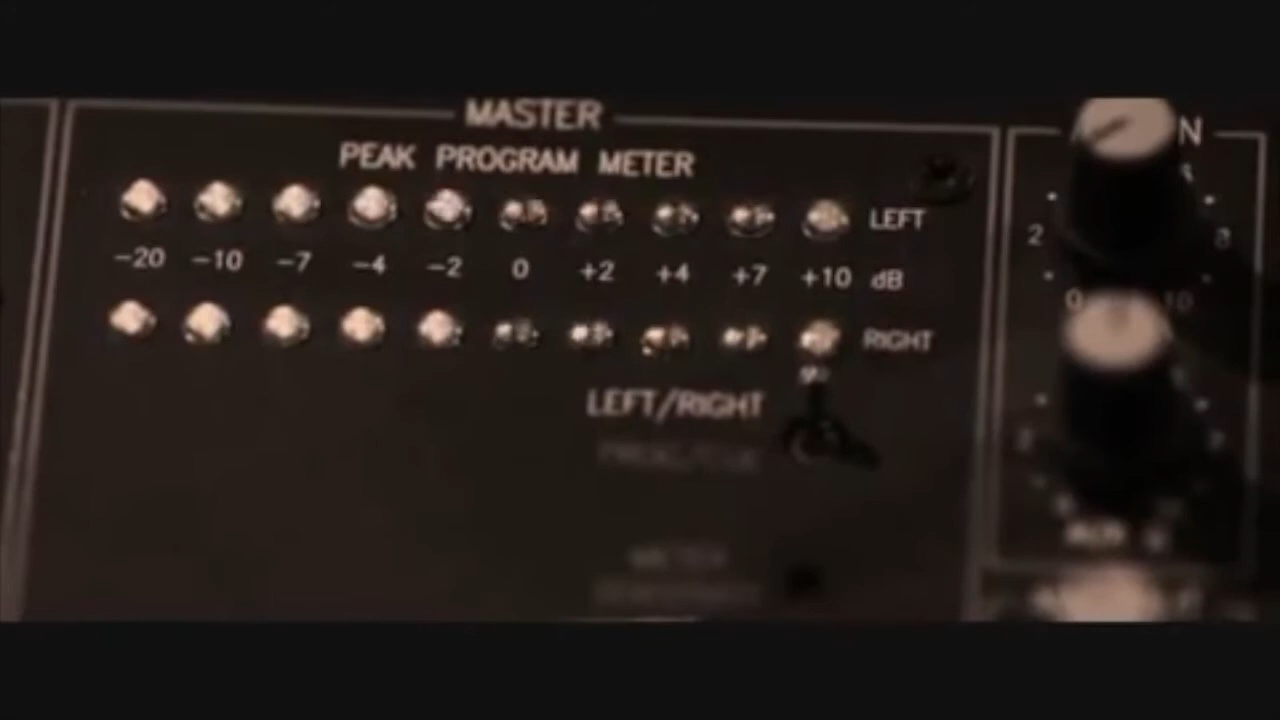 MASTER
N
PEAK PROGRAM METER
LEFT
2 8
-20 -10 -7 -4 -2 0 +2 +4 +7 +10 dB
0 10
RIGHT
LEFT/RIGHT
METER